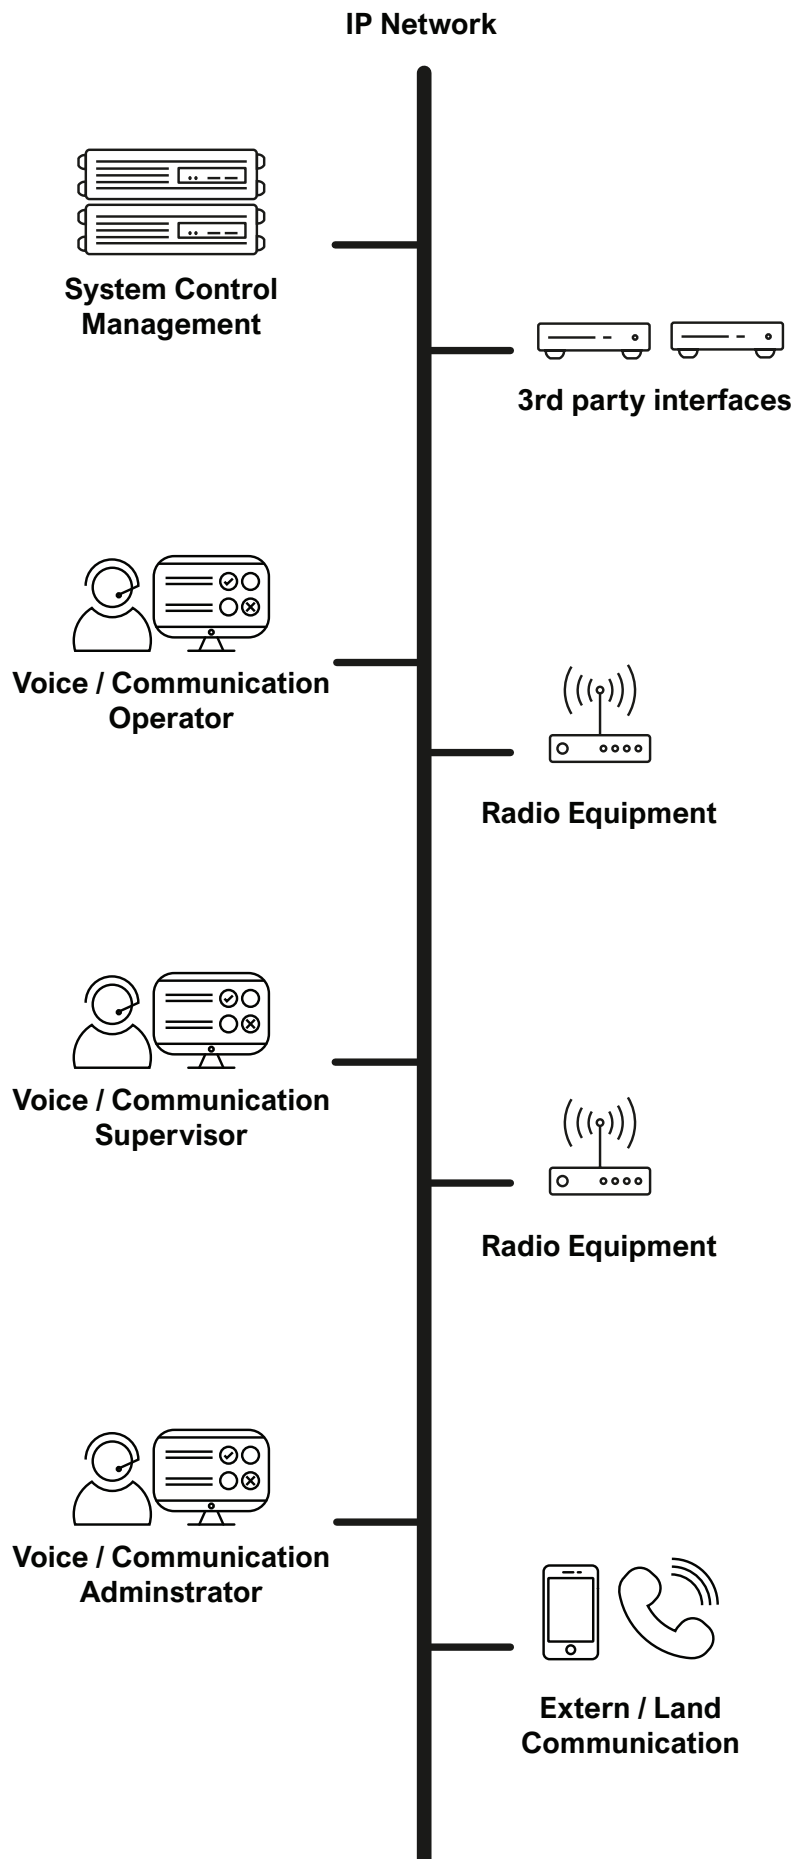 IP Network
System Control
Management
3rd party interfaces
Voice / Communication
Operator
Radio Equipment
Voice / Communication
Supervisor
Radio Equipment
Voice / Communication
Adminstrator
Extern / Land
Communication